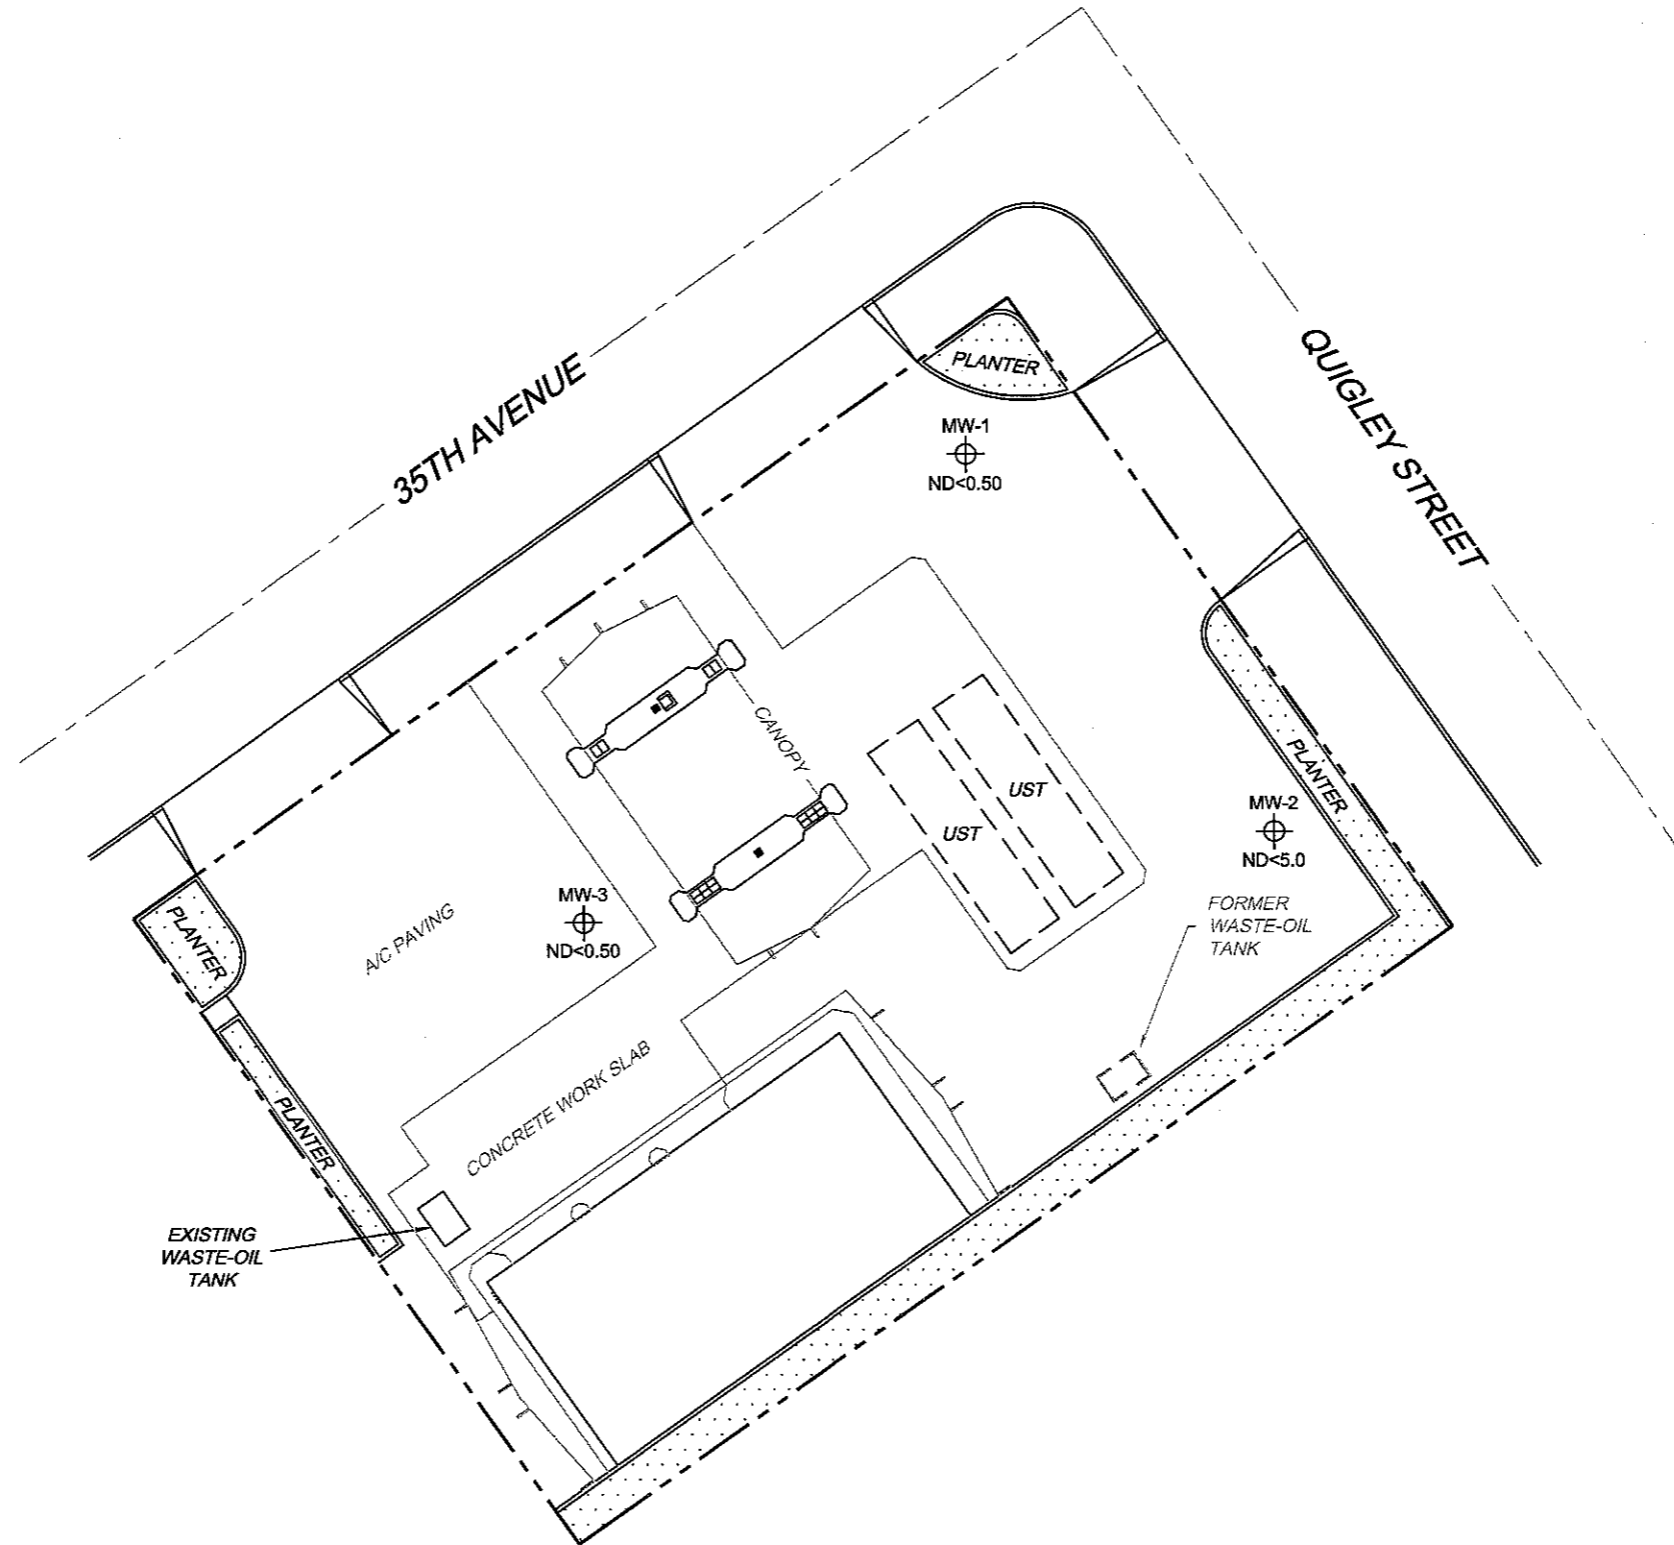 35TH AVENUE
QUIGLEY STREET
PLANTER
MW-1
ND<0.50
CANOPY
PLANTER
UST
UST
MW-2
ND<5.0
MW-3
ND<0.50
A/C PAVING
PLANTER
FORMER
WASTE-OIL
TANK
CONCRETE WORK SLAB
PLANTER
EXISTING
WASTE-OIL
TANK